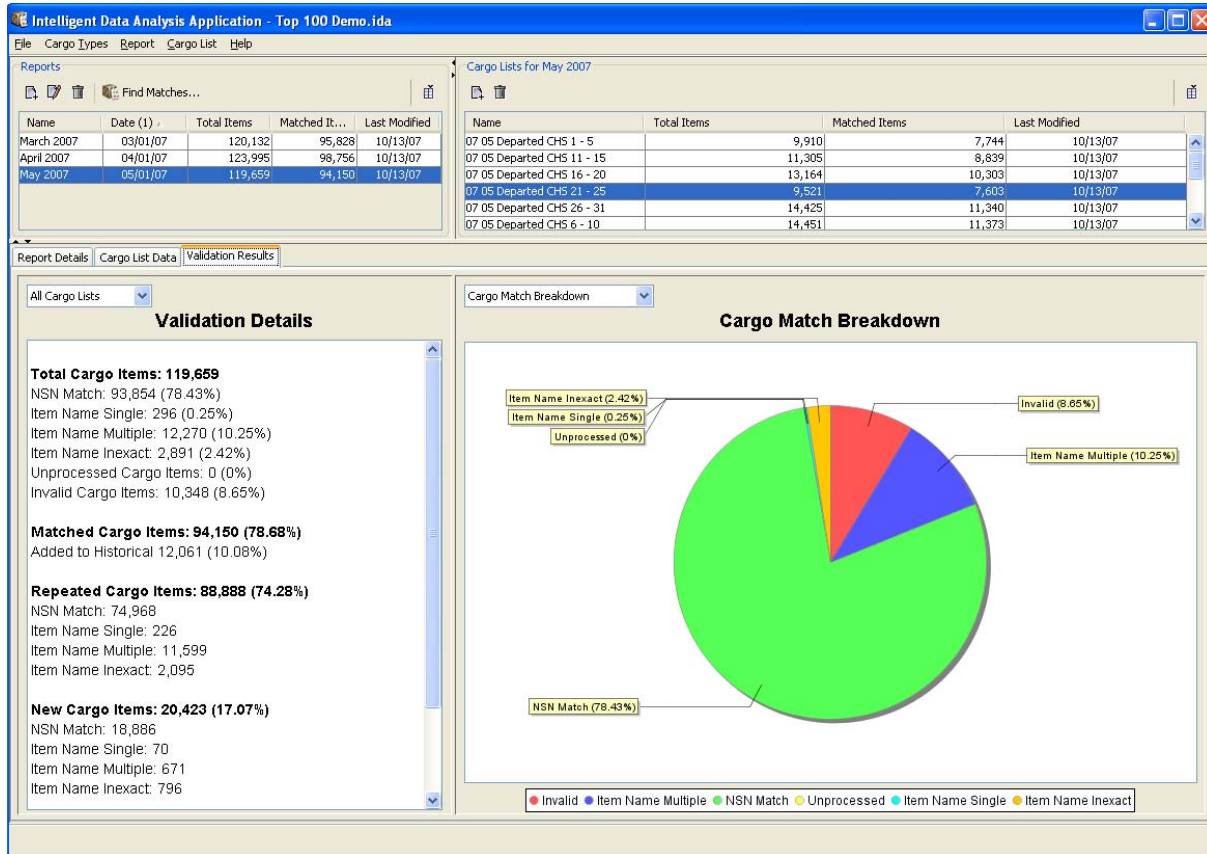 Intelligent Data Analysis Application - Top 100 Demo.ida
File Cargo Types Report Cargo List Help
Reports
Find Matches...
Name Date (1) Total Items Matched It... Last Modified
March 2007 03/01/07 120,132 95,828 10/13/07
April 2007 04/01/07 123,995 98,756 10/13/07
May 2007 05/01/07 119,659 94,150 10/13/07
Cargo Lists for May 2007
Name Total Items Matched Items Last Modified
07 05 Departed CHS 1 - 5 9,910 7,744 10/13/07
07 05 Departed CHS 11 - 15 11,305 8,839 10/13/07
07 05 Departed CHS 16 - 20 13,164 10,303 10/13/07
07 05 Departed CHS 21 - 25 9,521 7,603 10/13/07
07 05 Departed CHS 26 - 31 14,425 11,340 10/13/07
07 05 Departed CHS 6 - 10 14,451 11,373 10/13/07
Report Details Cargo List Data Validation Results
All Cargo Lists
Validation Details
Total Cargo Items: 119,659
NSN Match: 93,854 (78.43%)
Item Name Single: 296 (0.25%)
Item Name Multiple: 12,270 (10.25%)
Item Name Inexact: 2,891 (2.42%)
Unprocessed Cargo Items: 0 (0%)
Invalid Cargo Items: 10,348 (8.65%)
Matched Cargo Items: 94,150 (78.68%)
Added to Historical 12,061 (10.08%)
Repeated Cargo Items: 88,888 (74.28%)
NSN Match: 74,968
Item Name Single: 226
Item Name Multiple: 11,599
Item Name Inexact: 2,095
New Cargo Items: 20,423 (17.07%)
NSN Match: 18,886
Item Name Single: 70
Item Name Multiple: 671
Item Name Inexact: 796
Cargo Match Breakdown
Cargo Match Breakdown
Item Name Inexact (2.42%)
Item Name Single (0.25%)
Unprocessed (0%)
Invalid (8.65%)
Item Name Multiple (10.25%)
NSN Match (78.43%)
Invalid Item Name Multiple NSN Match Unprocessed Item Name Single Item Name Inexact